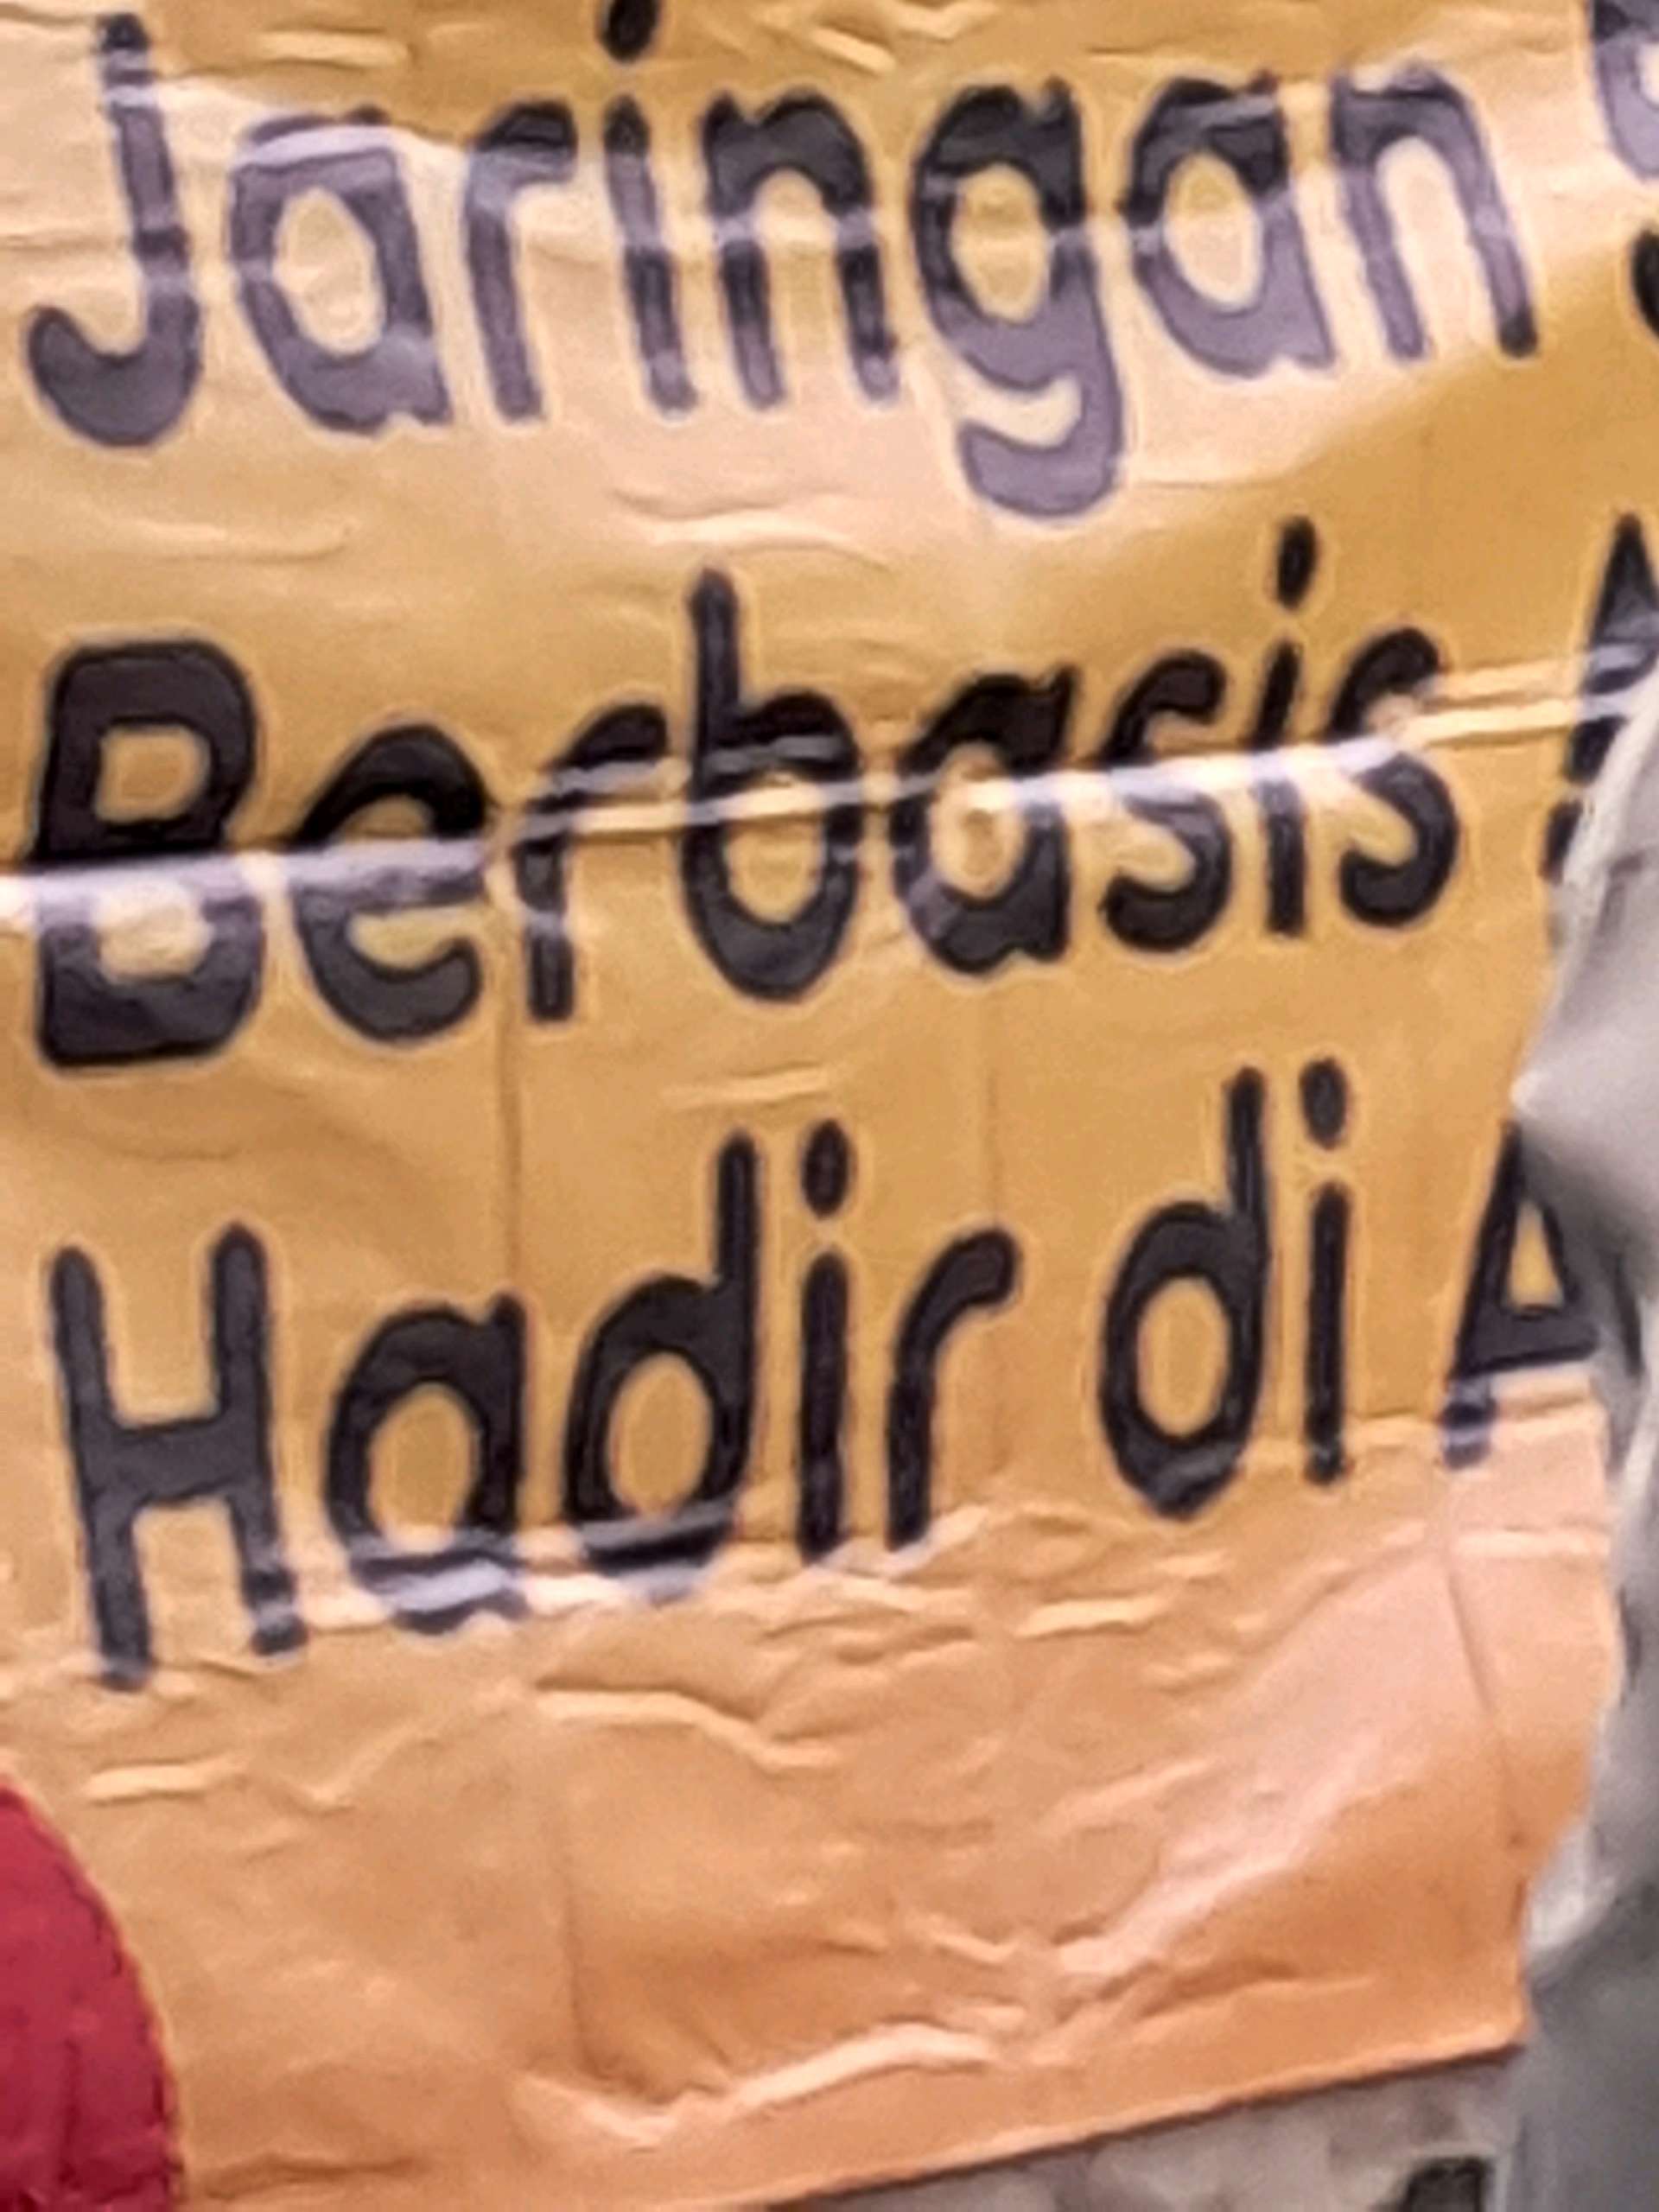 Jaringan
Berbasis
Hadir di